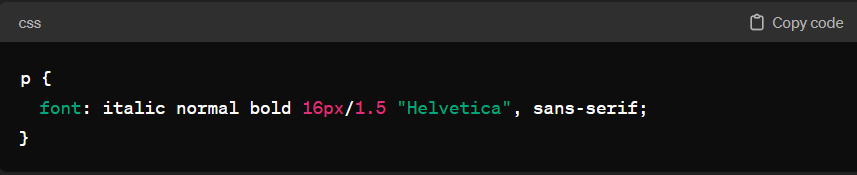 css Copy code
p {
  font: italic normal bold 16px/1.5 "Helvetica", sans-serif;
}